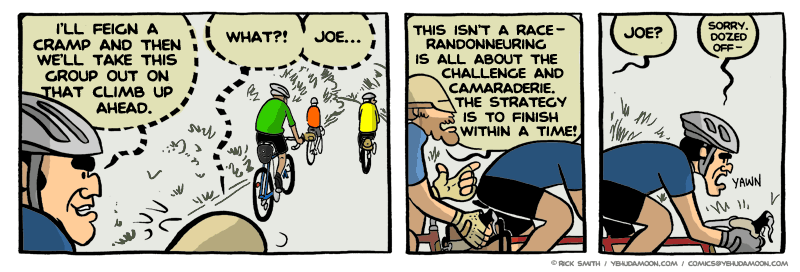 I'LL FEIGN A
CRAMP AND THEN
WE'LL TAKE THIS
GROUP OUT ON
THAT CLIMB UP
AHEAD.
WHAT?!
JOE...
THIS ISN'T A RACE–
RANDONNEURING
IS ALL ABOUT THE
CHALLENGE AND
CAMARADERIE.
THE STRATEGY
IS TO FINISH
WITHIN A TIME!
JOE?
SORRY.
DOZED
OFF–
YAWN
© RICK SMITH / YEHUDAMOON.COM / COMICS@YEHUDAMOON.COM